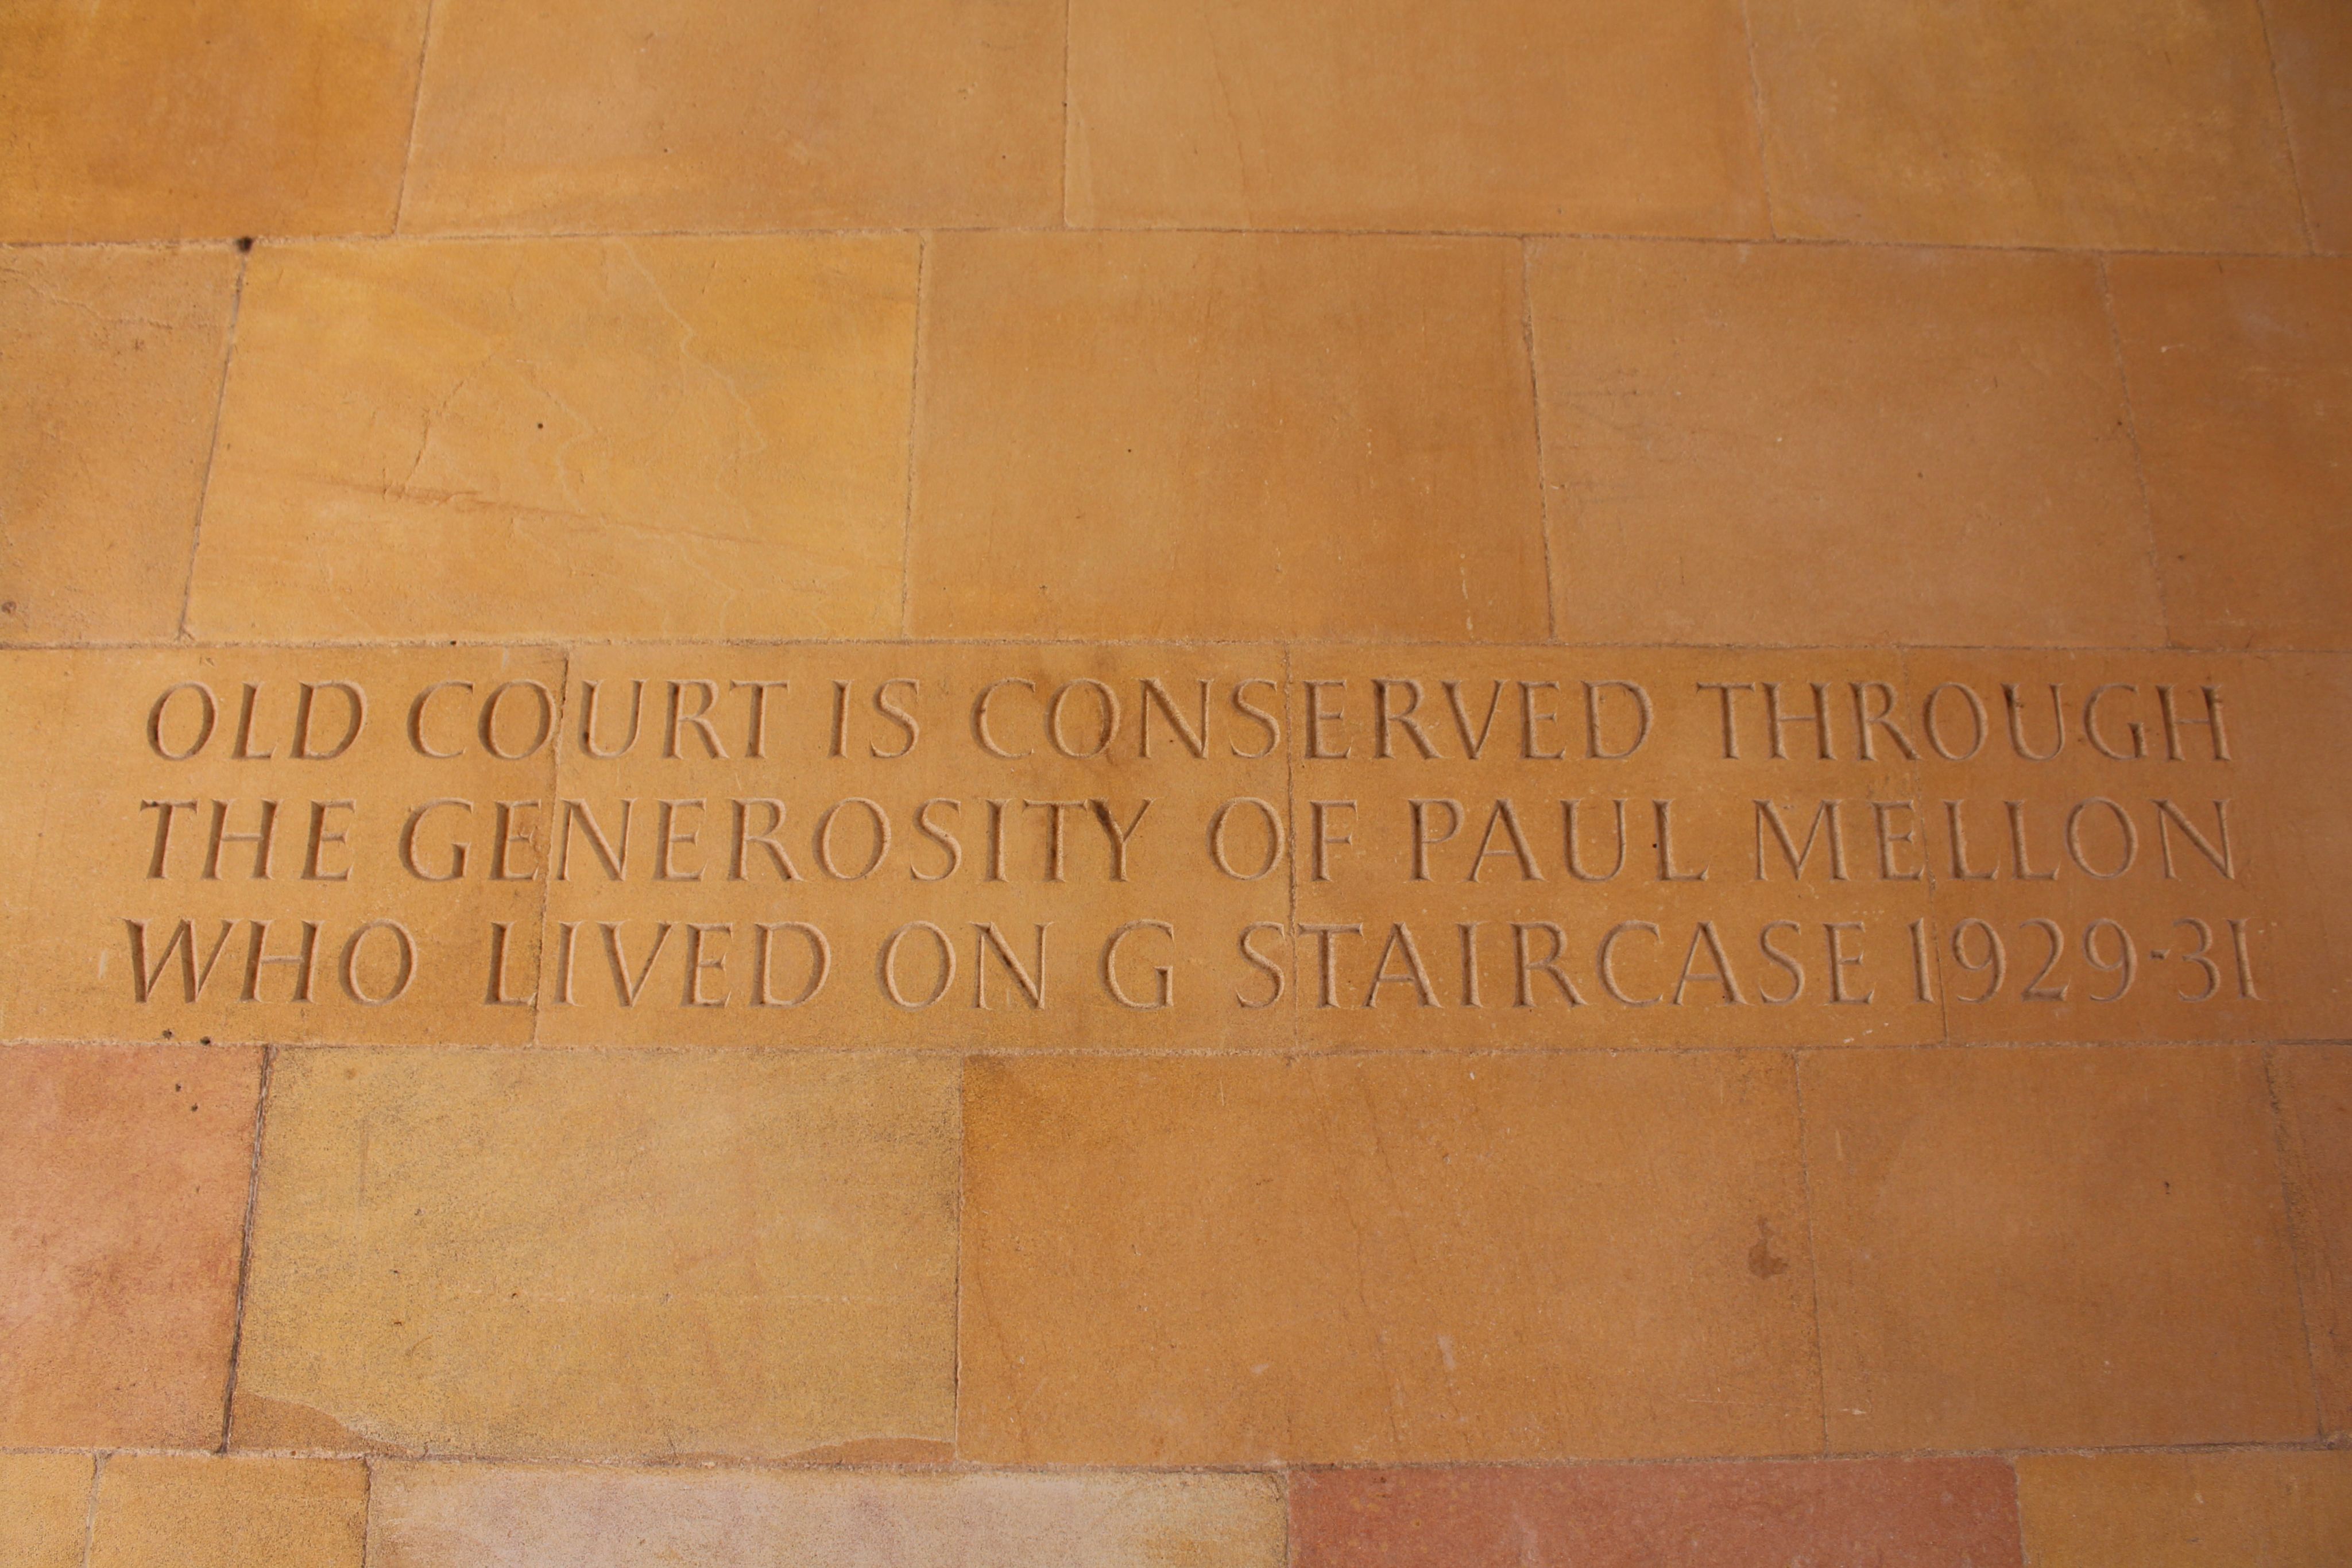 OLD COURT IS CONSERVED THROUGH
THE GENEROSITY OF PAUL MELLON
WHO LIVED ON G STAIRCASE 1929-31